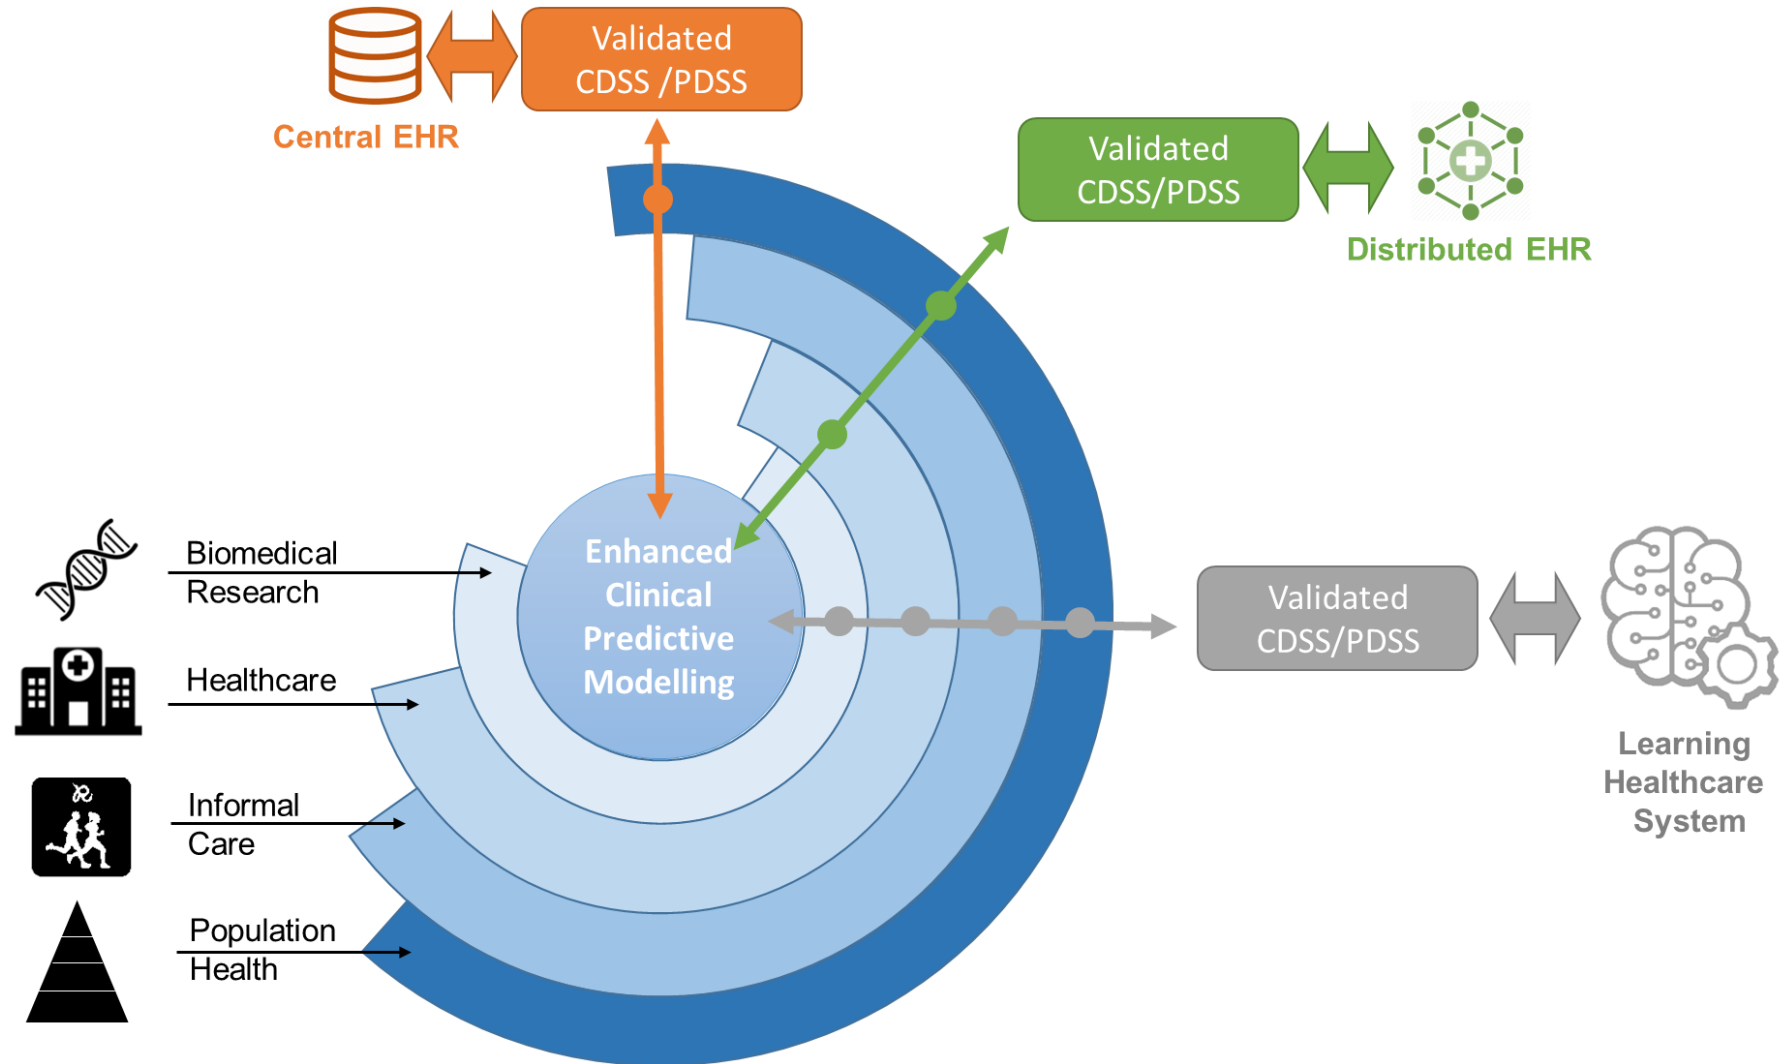 Validated
CDSS /PDSS
Central EHR
Validated
CDSS/PDSS
Distributed EHR
Enhanced
Clinical
Predictive
Modelling
Biomedical
Research
Healthcare
Informal
Care
Population
Health
Validated
CDSS/PDSS
Learning
Healthcare
System